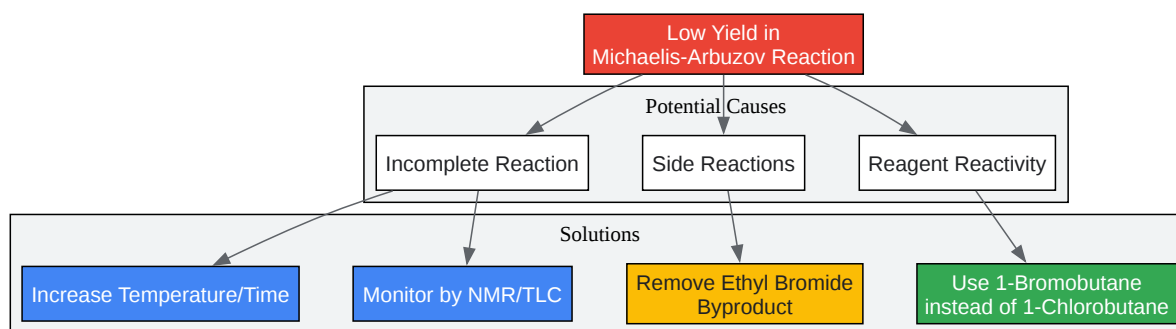 Low Yield in
Michaelis-Arbuzov Reaction
Potential Causes
Incomplete Reaction
Side Reactions
Reagent Reactivity
Solutions
Increase Temperature/Time
Monitor by NMR/TLC
Remove Ethyl Bromide
Byproduct
Use 1-Bromobutane
instead of 1-Chlorobutane